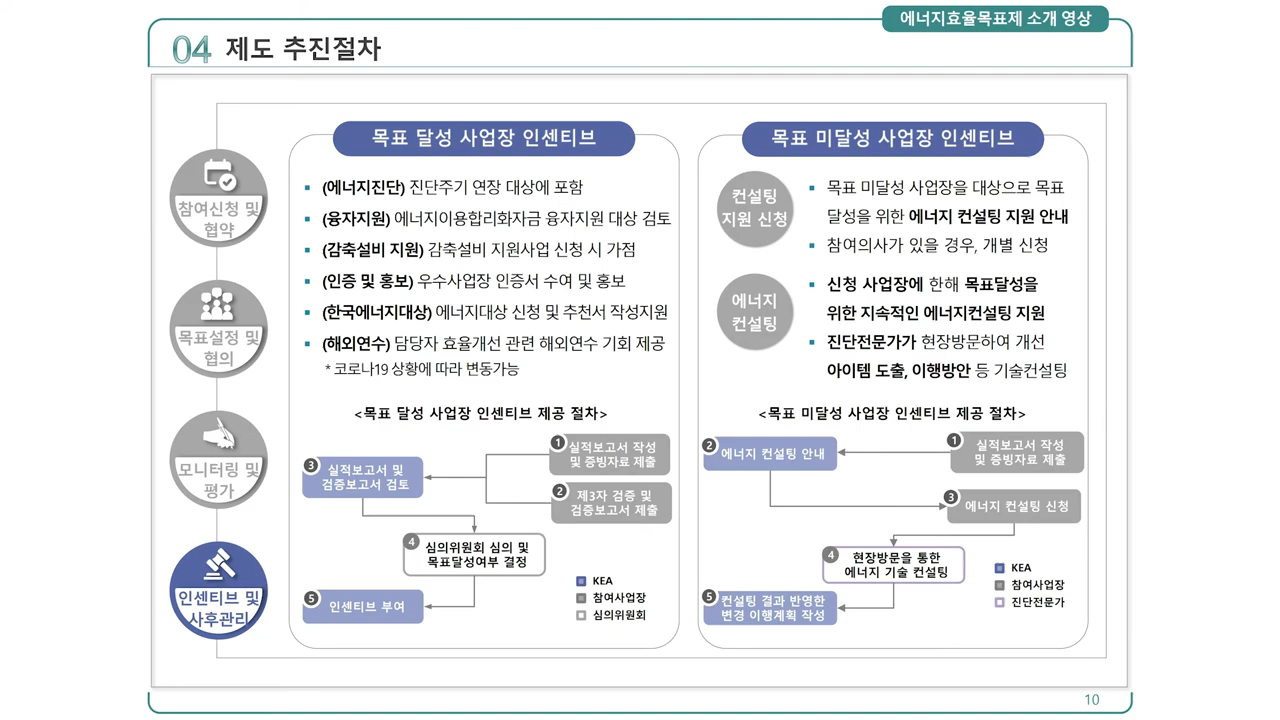 에너지효율목표제 소개 영상
04 제도 추진절차
참여신청 및
협약
목표설정 및
협의
모니터링 및
평가
인센티브 및
사후관리
목표 달성 사업장 인센티브
(에너지진단) 진단주기 연장 대상에 포함
(융자지원) 에너지이용합리화자금 융자지원 대상 검토
(감축설비 지원) 감축설비 지원사업 신청 시 가점
(인증 및 홍보) 우수사업장 인증서 수여 및 홍보
(한국에너지대상) 에너지대상 신청 및 추천서 작성지원
(해외연수) 담당자 효율개선 관련 해외연수 기회 제공
* 코로나19 상황에 따라 변동가능
<목표 달성 사업장 인센티브 제공 절차>
1 실적보고서 작성
및 증빙자료 제출
2 제3자 검증 및
검증보고서 제출
3 실적보고서 및
검증보고서 검토
4 심의위원회 심의 및
목표달성여부 결정
5 인센티브 부여
KEA
참여사업장
심의위원회
목표 미달성 사업장 인센티브
컨설팅
지원 신청
목표 미달성 사업장을 대상으로 목표
달성을 위한 에너지 컨설팅 지원 안내
참여의사가 있을 경우, 개별 신청
에너지
컨설팅
신청 사업장에 한해 목표달성을
위한 지속적인 에너지컨설팅 지원
진단전문가가 현장방문하여 개선
아이템 도출, 이행방안 등 기술컨설팅
<목표 미달성 사업장 인센티브 제공 절차>
1 실적보고서 작성
및 증빙자료 제출
2 에너지 컨설팅 안내
3 에너지 컨설팅 신청
4 현장방문을 통한
에너지 기술 컨설팅
5 컨설팅 결과 반영한
변경 이행계획 작성
KEA
참여사업장
진단전문가
10